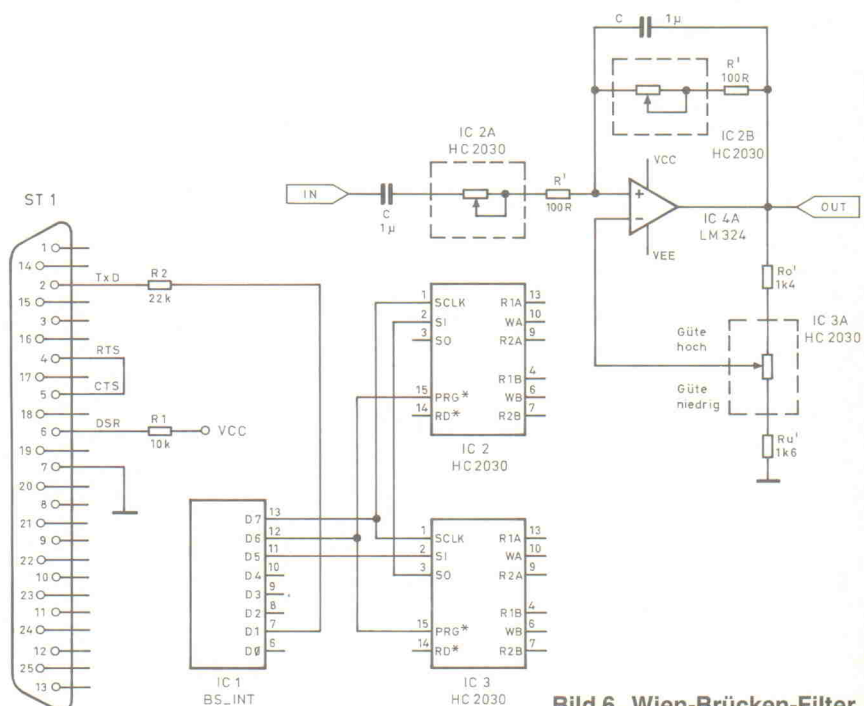 C 1µ
R' 100R
IC 2B
HC2030
IC 2A
HC2030
VCC
IN
C
1µ
R'
100R
+
−
IC 4A
LM324
VEE
OUT
Ro'
1k4
IC 3A
HC2030
Güte
hoch
Güte
niedrig
Ru'
1k6
ST 1
1
14
2 TxD R2
22k
15
3
16
4 RTS
17
5 CTS
18
6 DSR R1 VCC
10k
19
7
20
8
21
9
22
10
23
11
24
12
25
13
1 SCLK R1A 13
2 SI WA 10
3 SO R2A 9
R1B 4
15 PRG* WB 6
14 RD* R2B 7
IC 2
HC2030
D7 13
D6 12
D5 11
D4 10
D3 9
D2 8
D1 7
DØ 6
IC 1
BS_INT
1 SCLK R1A 13
2 SI WA 10
3 SO R2A 9
R1B 4
15 PRG* WB 6
14 RD* R2B 7
IC 3
HC2030
Bild 6. Wien-Brücken-Filter